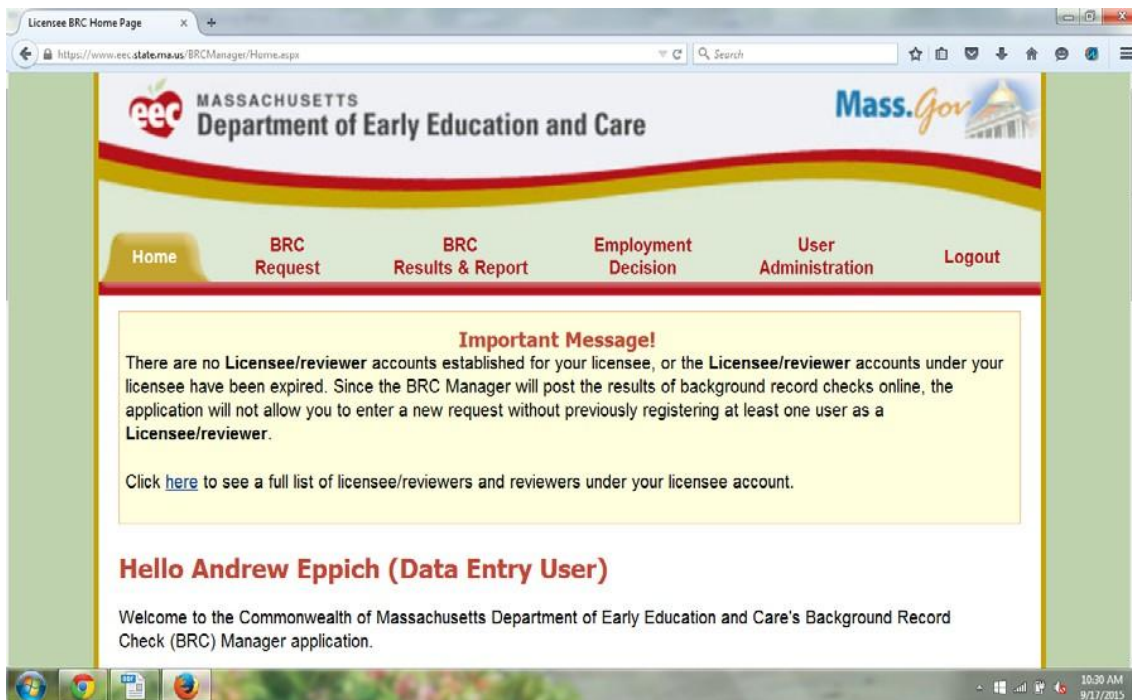 Licensee BRC Home Page
https://www.eec.state.ma.us/BRCManager/Home.aspx
Search
eec
MASSACHUSETTS
Department of Early Education and Care
Mass.Gov
Home
BRC
Request
BRC
Results & Report
Employment
Decision
User
Administration
Logout
Important Message!
There are no Licensee/reviewer accounts established for your licensee, or the Licensee/reviewer accounts under your
licensee have been expired. Since the BRC Manager will post the results of background record checks online, the
application will not allow you to enter a new request without previously registering at least one user as a
Licensee/reviewer.
Click here to see a full list of licensee/reviewers and reviewers under your licensee account.
Hello Andrew Eppich (Data Entry User)
Welcome to the Commonwealth of Massachusetts Department of Early Education and Care's Background Record
Check (BRC) Manager application.
10:30 AM
9/17/2015